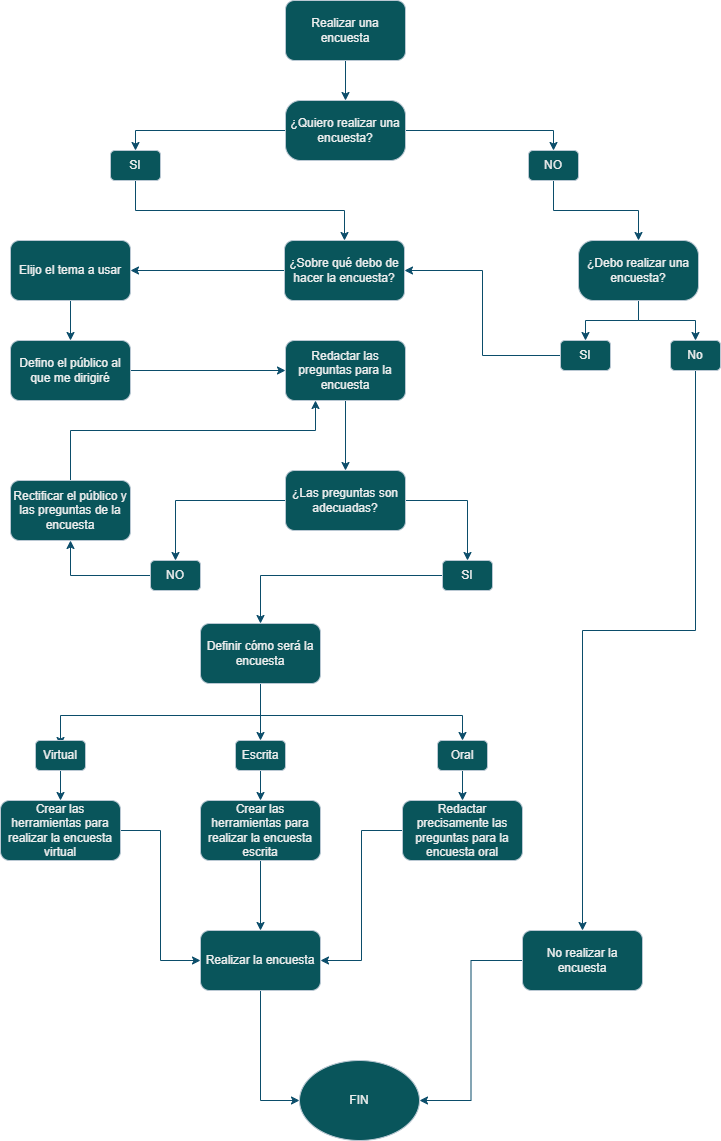 Realizar una
encuesta
¿Quiero realizar una
encuesta?
SI
NO
Elijo el tema a usar
¿Sobre qué debo de
hacer la encuesta?
¿Debo realizar una
encuesta?
SI
No
Defino el público al
que me dirigiré
Redactar las
preguntas para la
encuesta
Rectificar el público y
las preguntas de la
encuesta
¿Las preguntas son
adecuadas?
NO
SI
Definir cómo será la
encuesta
Virtual
Escrita
Oral
Crear las
herramientas para
realizar la encuesta
virtual
Crear las
herramientas para
realizar la encuesta
escrita
Redactar
precisamente las
preguntas para la
encuesta oral
Realizar la encuesta
No realizar la
encuesta
FIN